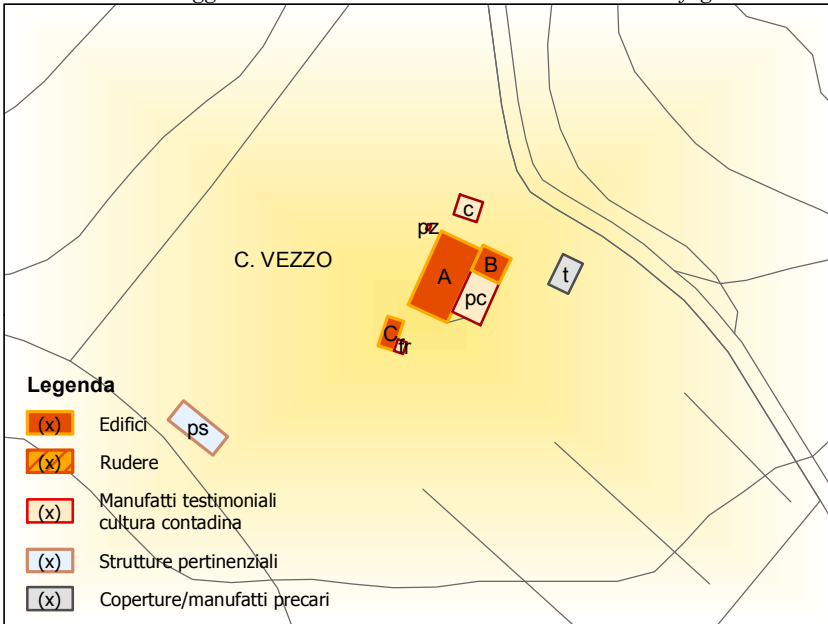 c
pz
C. VEZZO
A
B
t
pc
C
fr
Legenda
ps
(x) Edifici
(x) Rudere
(x) Manufatti testimoniali
cultura contadina
(x) Strutture pertinenziali
(x) Coperture/manufatti precari